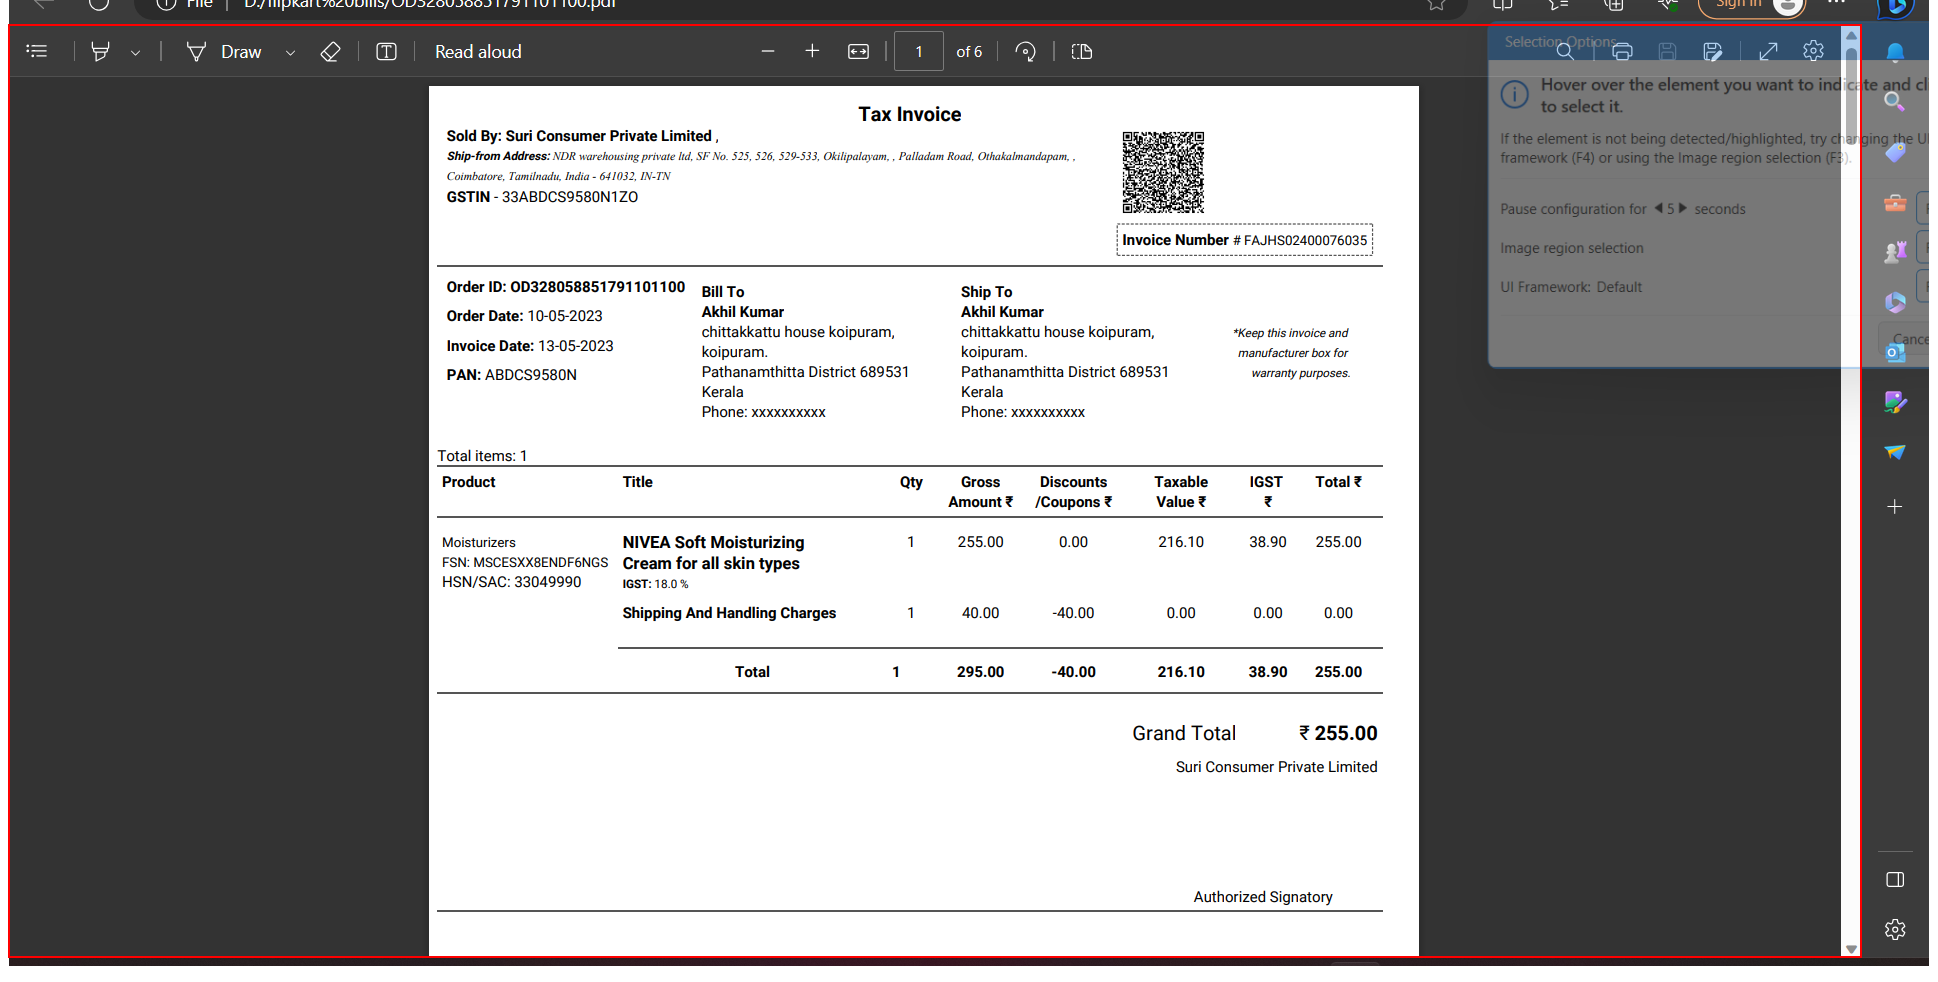 File | D:/flipkart%20bills/OD328058851791101100.pdf
Sign in
Draw
Read aloud
1 of 6
Selection Options
Hover over the element you want to indicate and cl
to select it.
If the element is not being detected/highlighted, try changing the UI
framework (F4) or using the Image region selection (F3).
Pause configuration for 5 seconds
Image region selection
UI Framework: Default
Cance
Tax Invoice
Sold By: Suri Consumer Private Limited ,
Ship-from Address: NDR warehousing private ltd, SF No. 525, 526, 529-533, Okilipalayam, , Palladam Road, Othakalmandapam, ,
Coimbatore, Tamilnadu, India - 641032, IN-TN
GSTIN - 33ABDCS9580N1ZO
Invoice Number # FAJHS02400076035
Order ID: OD328058851791101100
Order Date: 10-05-2023
Invoice Date: 13-05-2023
PAN: ABDCS9580N
Bill To
Akhil Kumar
chittakkattu house koipuram,
koipuram.
Pathanamthitta District 689531
Kerala
Phone: xxxxxxxxxx
Ship To
Akhil Kumar
chittakkattu house koipuram,
koipuram.
Pathanamthitta District 689531
Kerala
Phone: xxxxxxxxxx
*Keep this invoice and
manufacturer box for
warranty purposes.
Total items: 1
Product Title Qty Gross Discounts Taxable IGST Total ₹
Amount ₹ /Coupons ₹ Value ₹ ₹
Moisturizers NIVEA Soft Moisturizing 1 255.00 0.00 216.10 38.90 255.00
FSN: MSCESXX8ENDF6NGS Cream for all skin types
HSN/SAC: 33049990 IGST: 18.0 %
Shipping And Handling Charges 1 40.00 -40.00 0.00 0.00 0.00
Total 1 295.00 -40.00 216.10 38.90 255.00
Grand Total ₹ 255.00
Suri Consumer Private Limited
Authorized Signatory